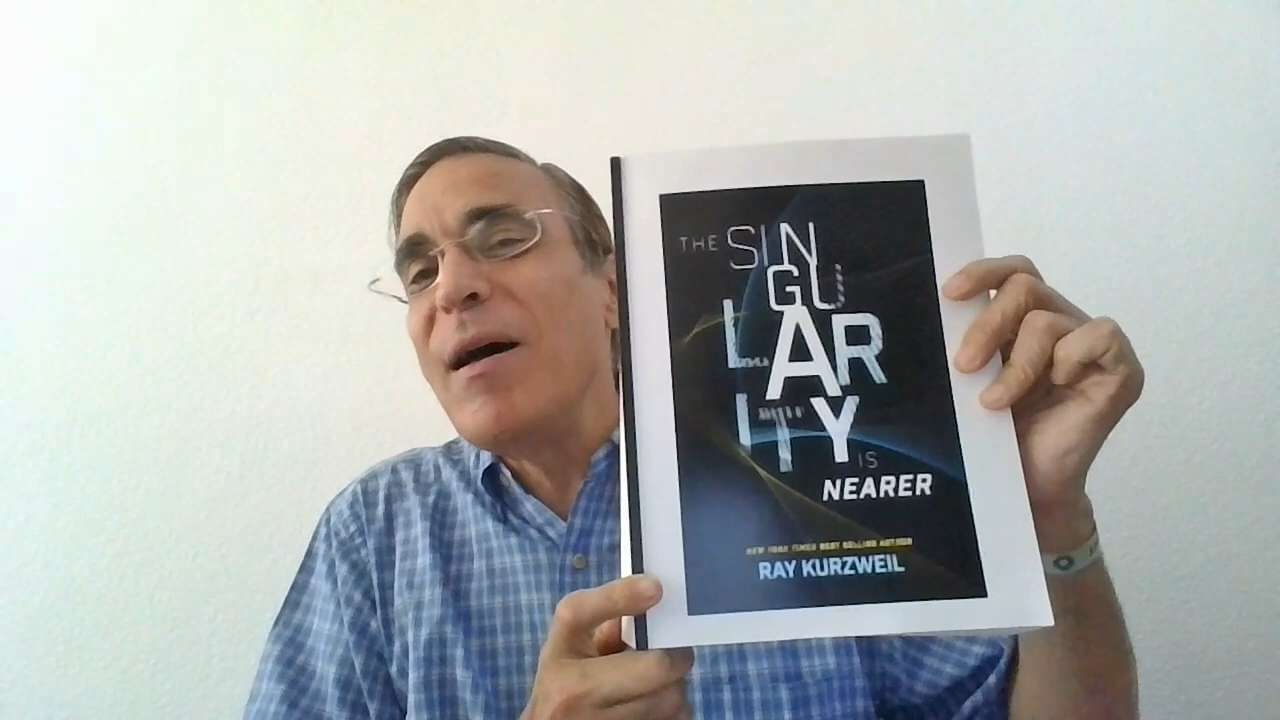 THE SIN
GU
LAR
ITY IS
NEARER
NEW YORK TIMES BEST SELLING AUTHOR
RAY KURZWEIL